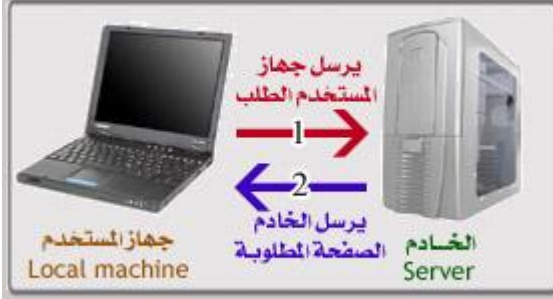 يرسل جهاز
المستخدم الطلب
1
2
يرسل الخادم
الصفحة المطلوبة
جهاز المستخدم
Local machine
الخادم
Server